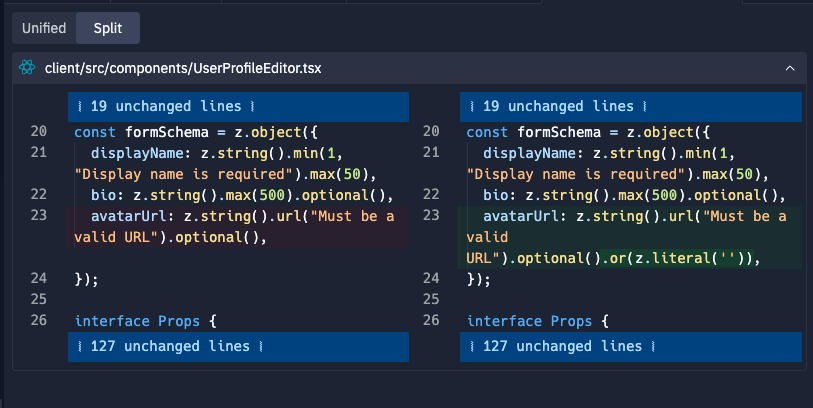 Unified Split
client/src/components/UserProfileEditor.tsx
19 unchanged lines
20 const formSchema = z.object({
21 displayName: z.string().min(1,
"Display name is required").max(50),
22 bio: z.string().max(500).optional(),
23 avatarUrl: z.string().url("Must be a
valid URL").optional(),
24 });
25
26 interface Props {
127 unchanged lines
19 unchanged lines
20 const formSchema = z.object({
21 displayName: z.string().min(1,
"Display name is required").max(50),
22 bio: z.string().max(500).optional(),
23 avatarUrl: z.string().url("Must be a
valid
URL").optional().or(z.literal('')),
24 });
25
26 interface Props {
127 unchanged lines